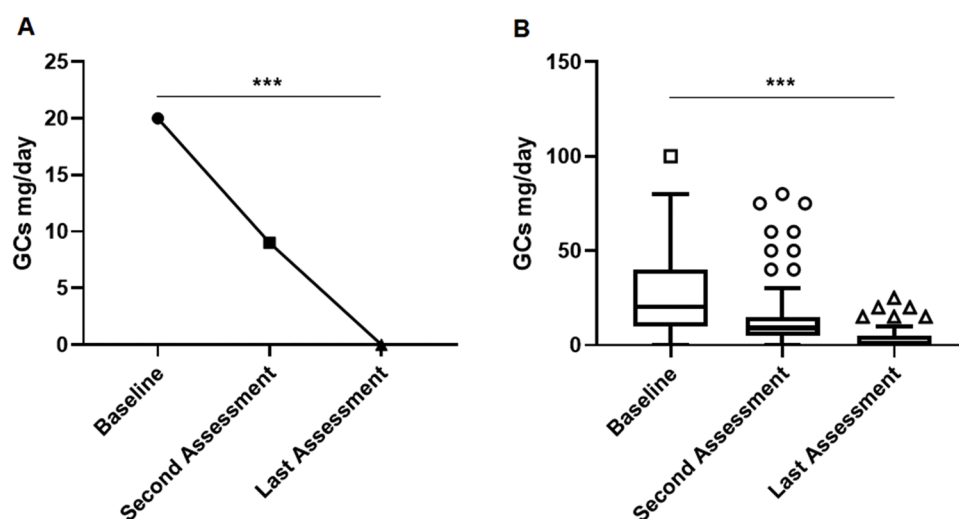 A
GCs mg/day
25
20
15
10
5
0
***
Baseline
Second Assessment
Last Assessment
B
GCs mg/day
150
100
50
0
***
Baseline
Second Assessment
Last Assessment